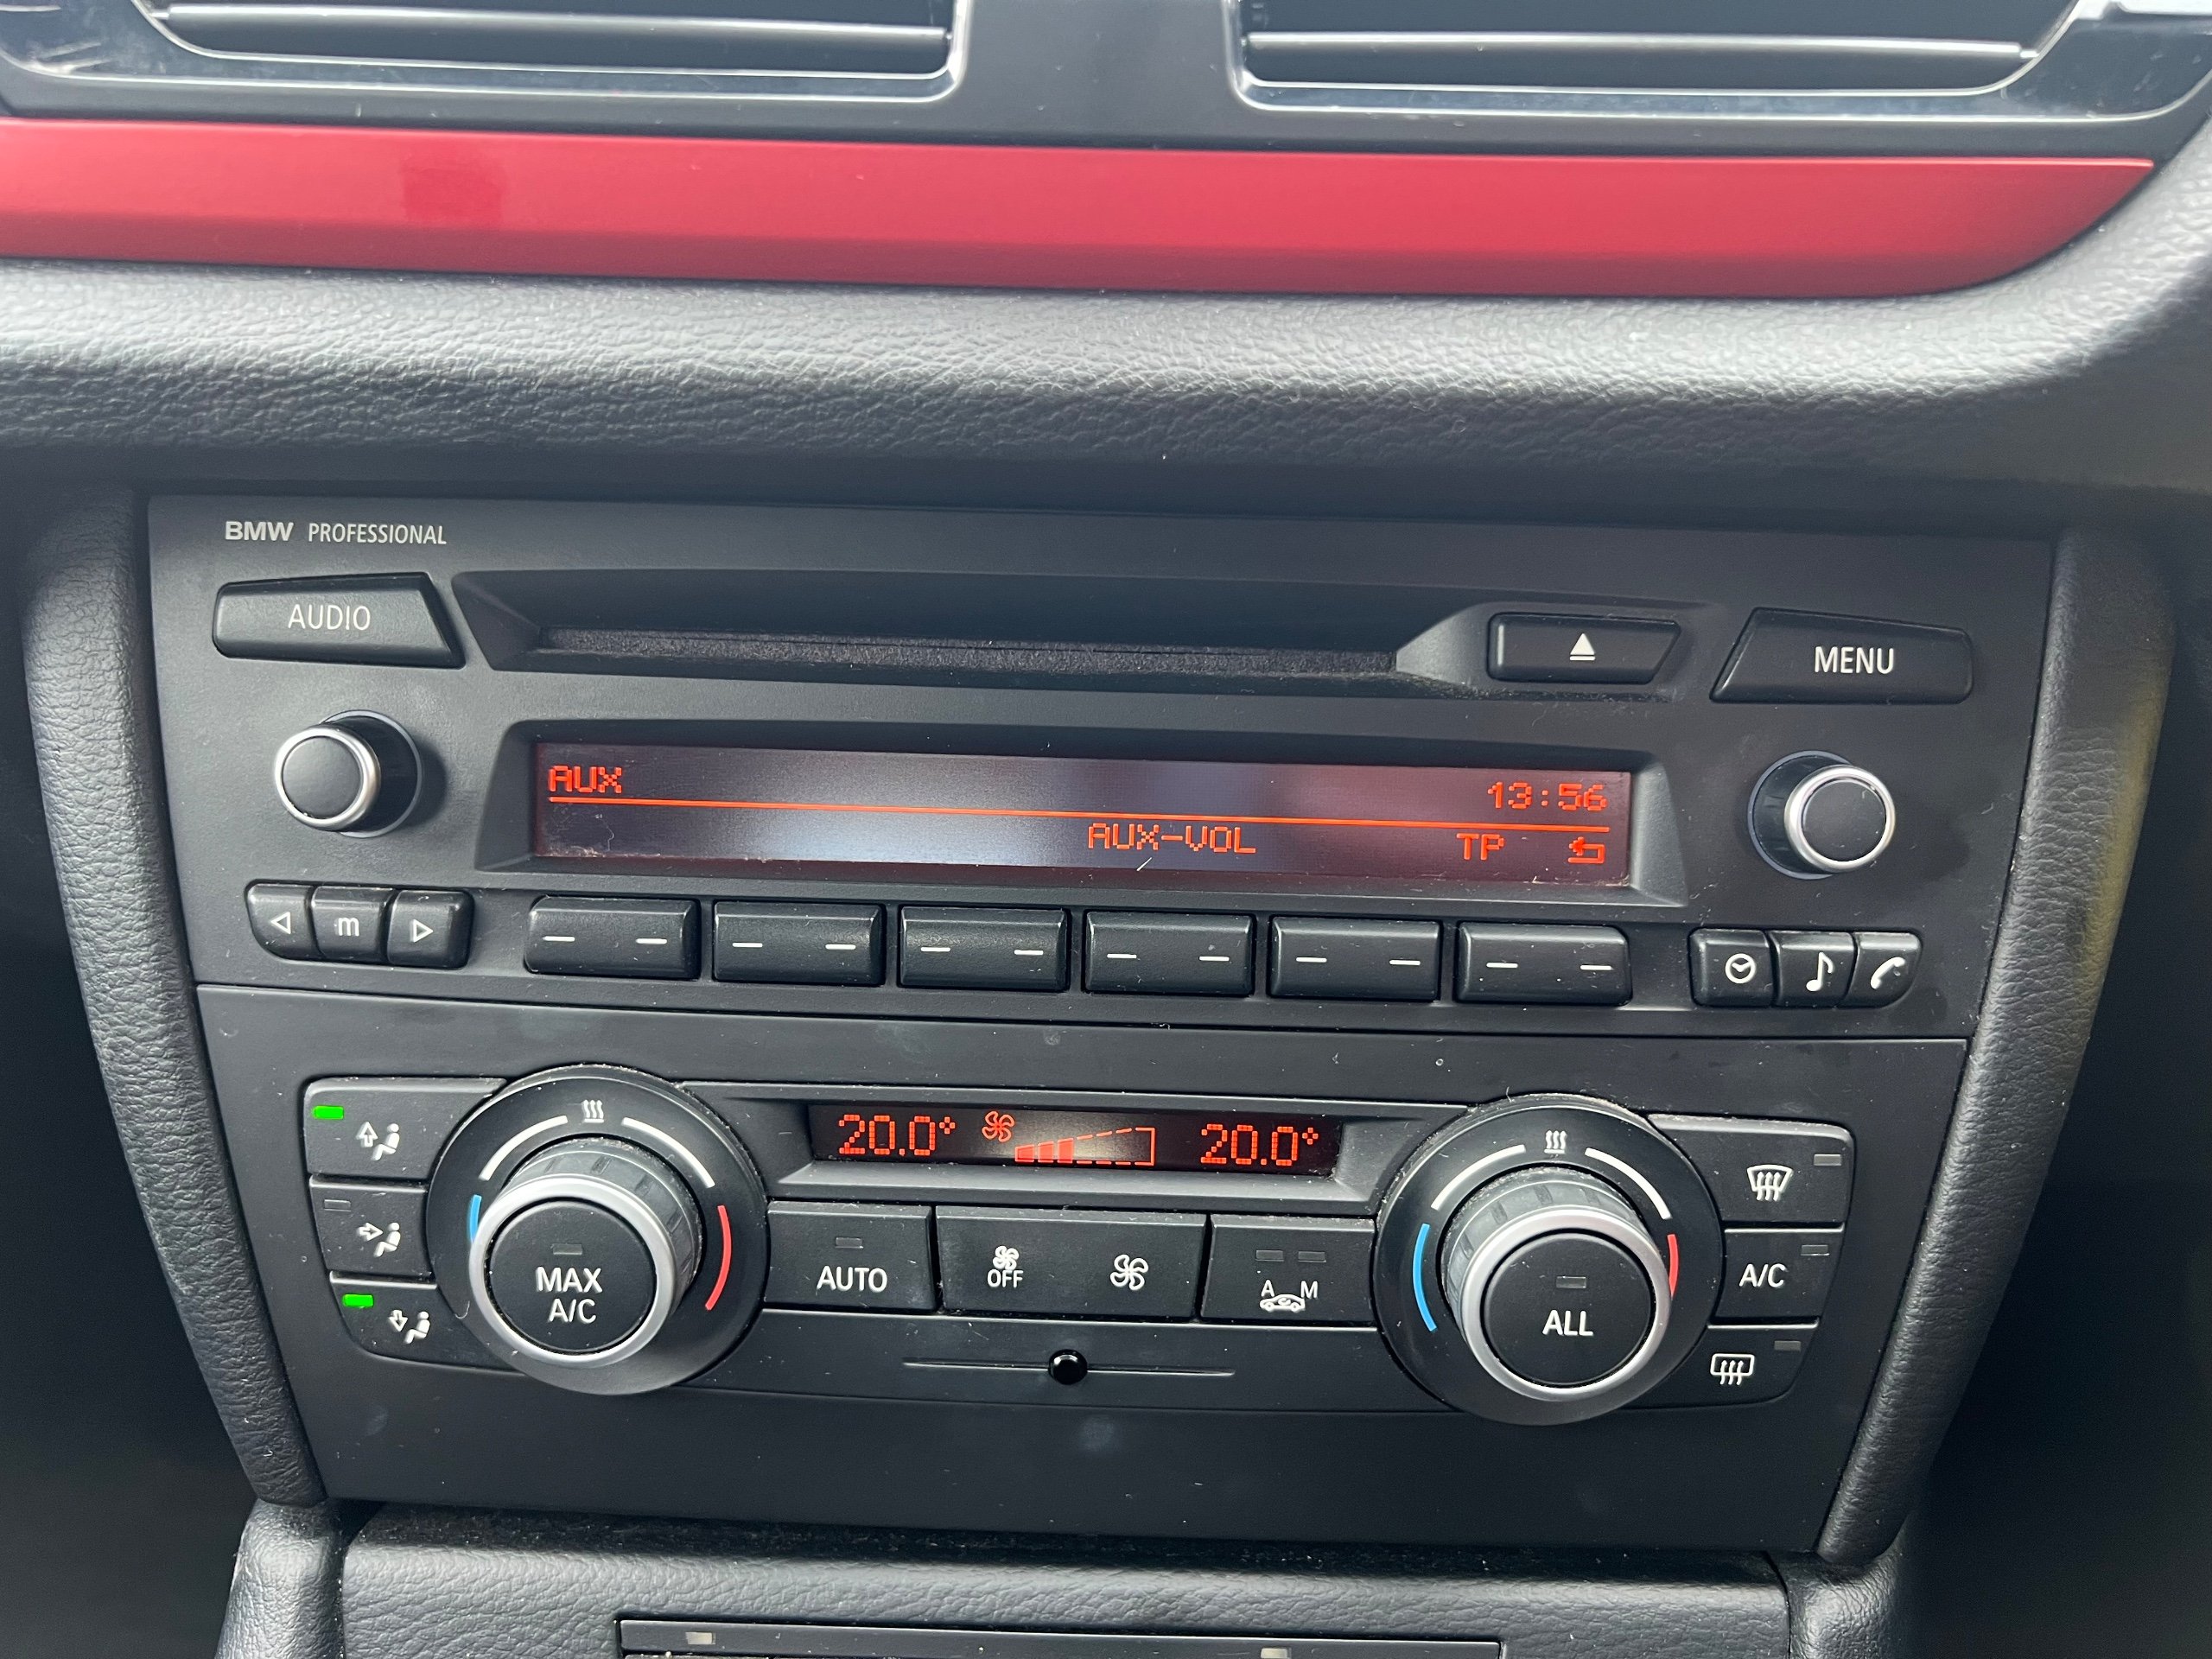 BMW PROFESSIONAL
AUDIO
MENU
AUX 13:56
AUX-VOL TP
m
20.0° 20.0°
MAX
A/C
AUTO
OFF
A M
ALL
A/C